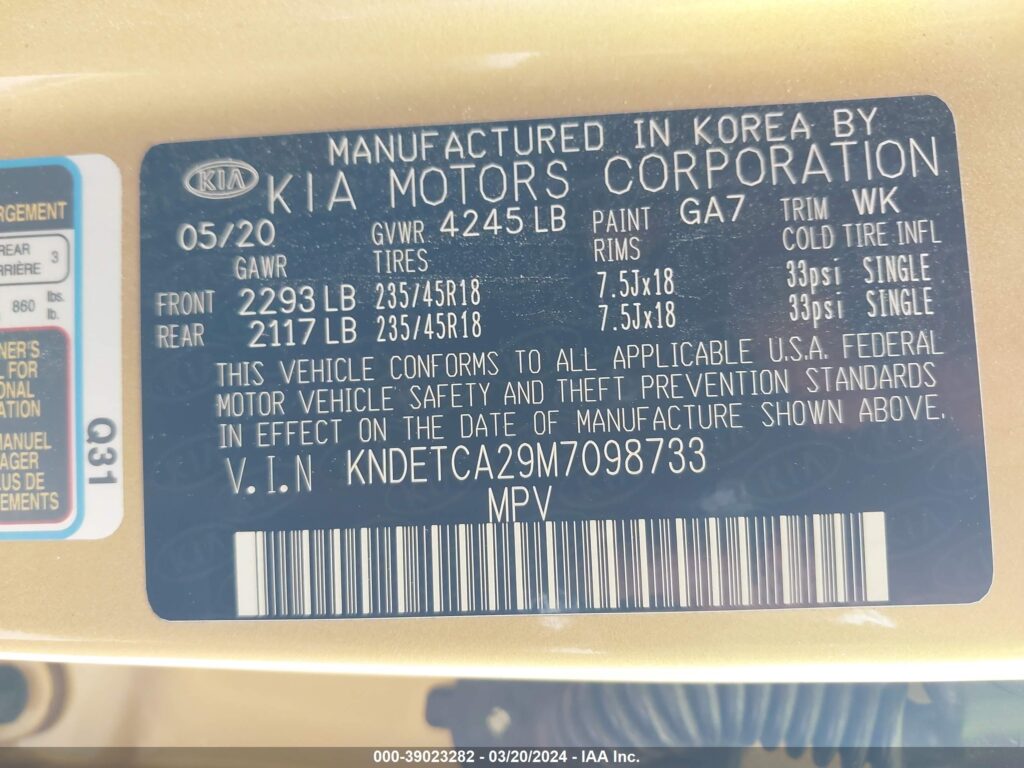 MANUFACTURED IN KOREA BY
KIA KIA MOTORS CORPORATION
05/20 GVWR 4245 LB PAINT GA7 TRIM WK
GAWR TIRES RIMS COLD TIRE INFL
FRONT 2293 LB 235/45R18 7.5Jx18 33psi SINGLE
REAR 2117 LB 235/45R18 7.5Jx18 33psi SINGLE
THIS VEHICLE CONFORMS TO ALL APPLICABLE U.S.A. FEDERAL
MOTOR VEHICLE SAFETY AND THEFT PREVENTION STANDARDS
IN EFFECT ON THE DATE OF MANUFACTURE SHOWN ABOVE.
V.I.N KNDETCA29M7098733
MPV
RGEMENT
REAR
RRIÈRE 3
860 lbs.
lb.
NER'S
L FOR
ONAL
ATION
MANUEL
AGER
LUS DE
EMENTS
Q31
000-39023282 - 03/20/2024 - IAA Inc.